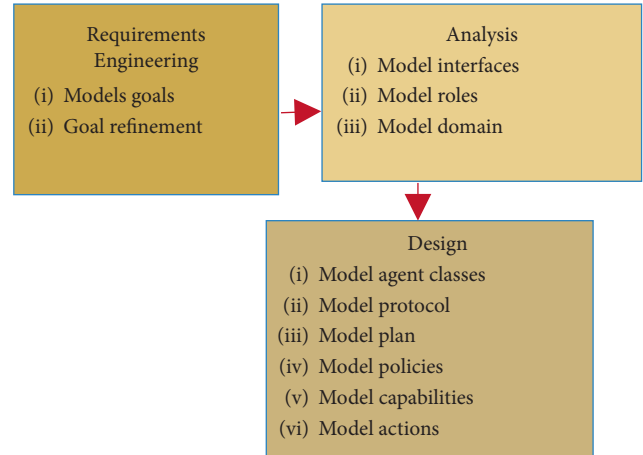 Requirements
Engineering
(i) Models goals
(ii) Goal refinement
Analysis
(i) Model interfaces
(ii) Model roles
(iii) Model domain
Design
(i) Model agent classes
(ii) Model protocol
(iii) Model plan
(iv) Model policies
(v) Model capabilities
(vi) Model actions